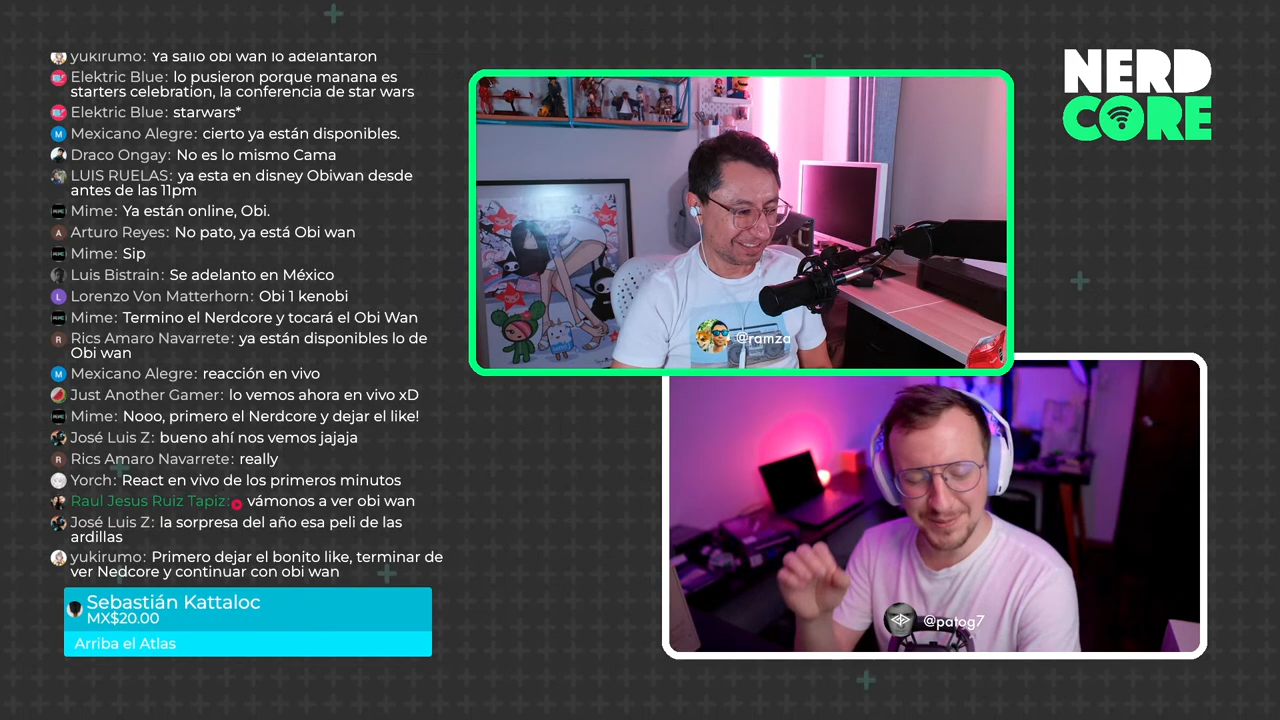 yukirumo: Ya salio obi wan lo adelantaron
Elektric Blue: lo pusieron porque manana es
starters celebration, la conferencia de star wars
Elektric Blue: starwars*
M Mexicano Alegre: cierto ya están disponibles.
Draco Ongay: No es lo mismo Cama
LUIS RUELAS: ya esta en disney Obiwan desde
antes de las 11pm
Mime: Ya están online, Obi.
A Arturo Reyes: No pato, ya está Obi wan
Mime: Sip
Luis Bistrain: Se adelanto en México
L Lorenzo Von Matterhorn: Obi 1 kenobi
Mime: Termino el Nerdcore y tocará el Obi Wan
R Rics Amaro Navarrete: ya están disponibles lo de
Obi wan
M Mexicano Alegre: reacción en vivo
Just Another Gamer: lo vemos ahora en vivo xD
Mime: Nooo, primero el Nerdcore y dejar el like!
José Luis Z: bueno ahí nos vemos jajaja
R Rics Amaro Navarrete: really
Yorch: React en vivo de los primeros minutos
Raul Jesus Ruiz Tapiz: vámonos a ver obi wan
José Luis Z: la sorpresa del año esa peli de las
ardillas
yukirumo: Primero dejar el bonito like, terminar de
ver Nedcore y continuar con obi wan
Sebastián Kattaloc
MX$20.00
Arriba el Atlas
@ramza
@patog7
NERD
CORE